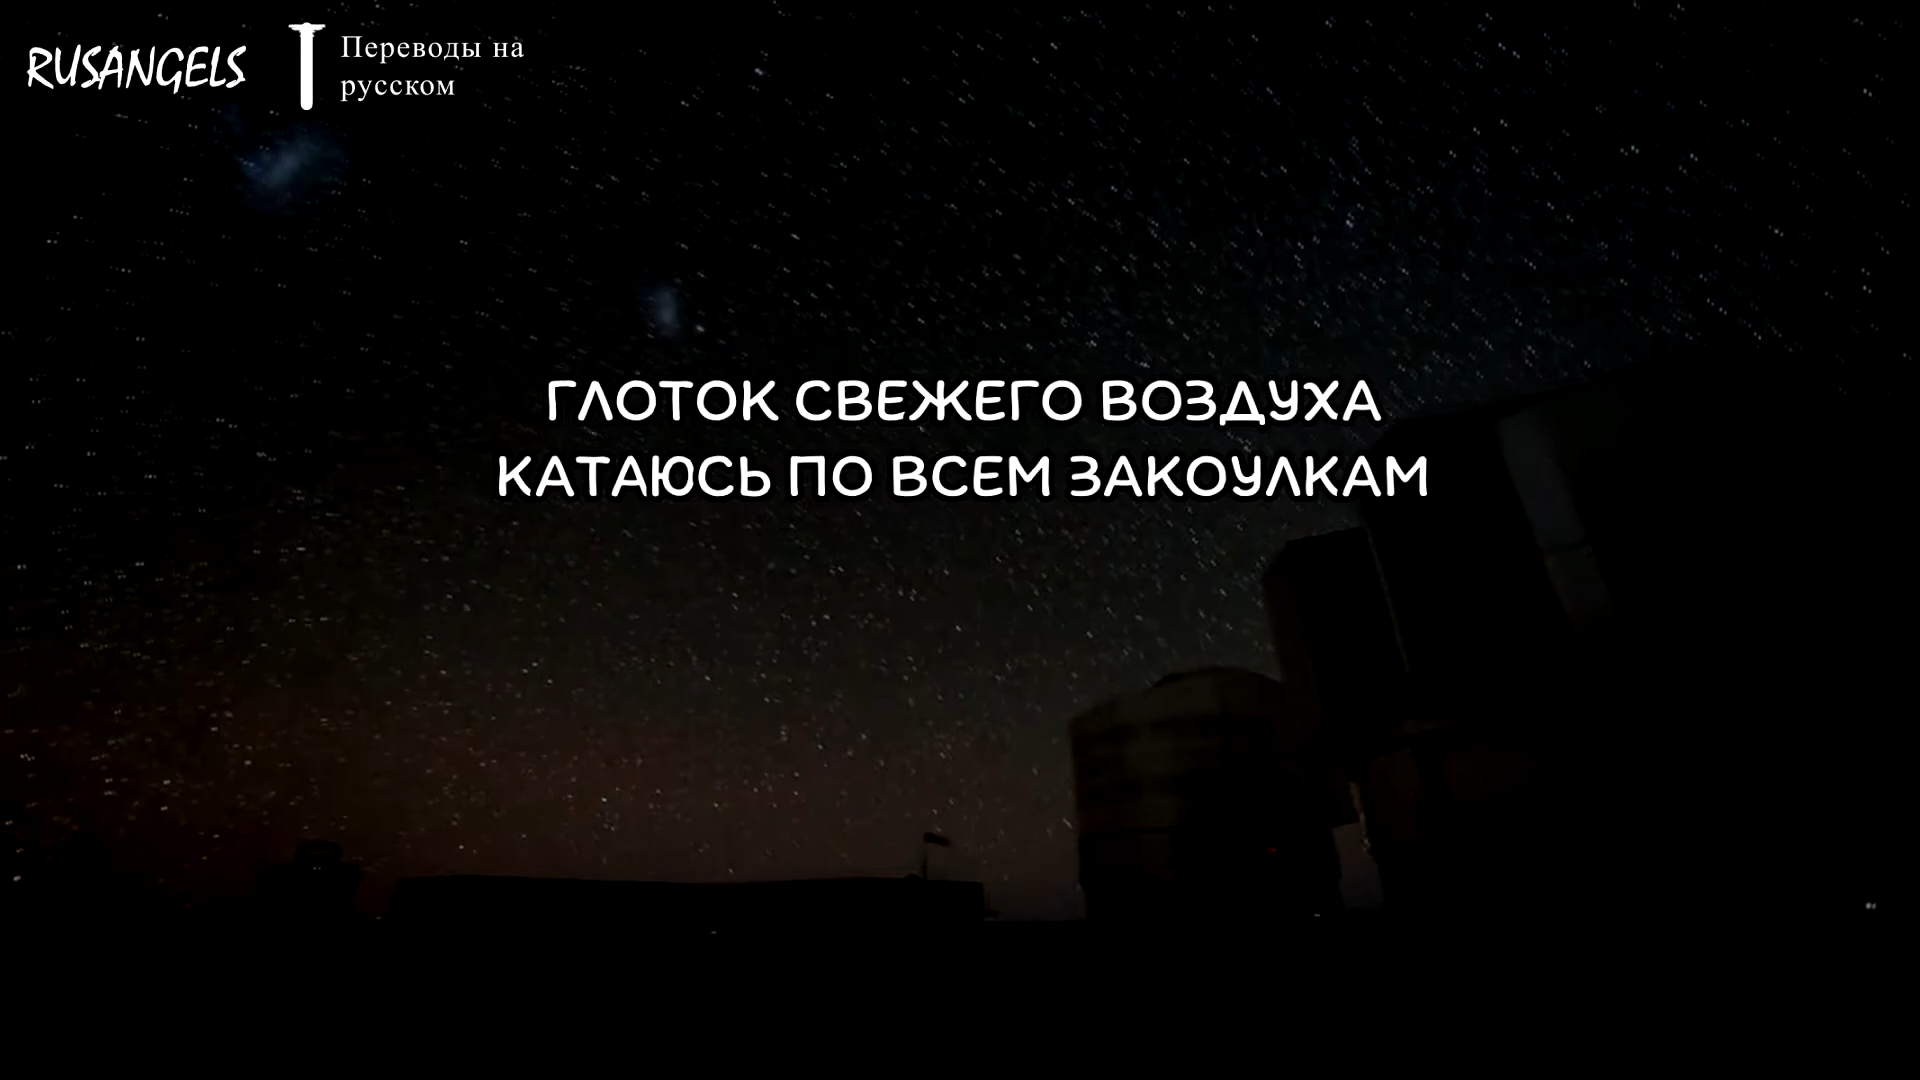 RUSANGELS
Переводы на
русском
ГЛОТОК СВЕЖЕГО ВОЗДУХА
КАТАЮСЬ ПО ВСЕМ ЗАКОУЛКАМ